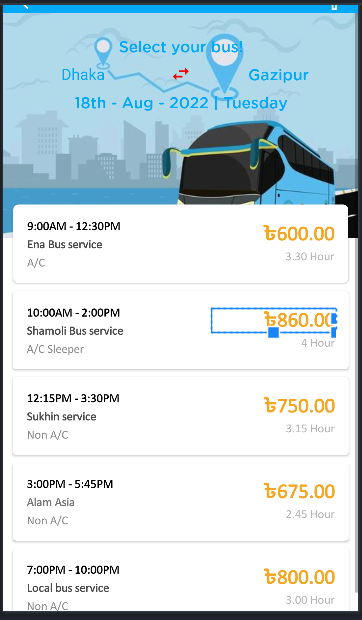 Select your bus!
Dhaka
Gazipur
18th - Aug - 2022 | Tuesday
9:00AM - 12:30PM
৳600.00
Ena Bus service
A/C
3.30 Hour
10:00AM - 2:00PM
৳860.00
Shamoli Bus service
A/C Sleeper
4 Hour
12:15PM - 3:30PM
৳750.00
Sukhin service
Non A/C
3.15 Hour
3:00PM - 5:45PM
৳675.00
Alam Asia
Non A/C
2.45 Hour
7:00PM - 10:00PM
৳800.00
Local bus service
Non A/C
3.00 Hour